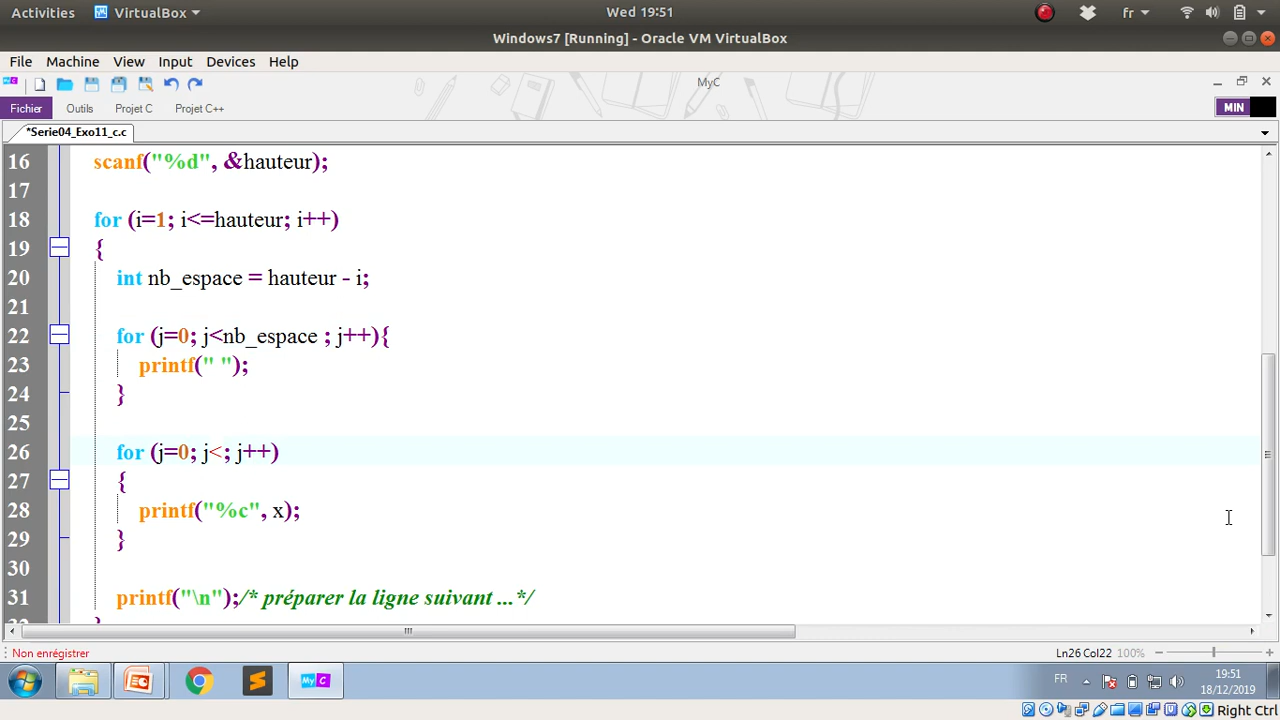 Activities VirtualBox Wed 19:51 fr
Windows7 [Running] - Oracle VM VirtualBox
File Machine View Input Devices Help
MyC
Fichier Outils Projet C Projet C++ MIN
*Serie04_Exo11_c.c
16 scanf("%d", &hauteur);
17
18 for (i=1; i<=hauteur; i++)
19 {
20 int nb_espace = hauteur - i;
21
22 for (j=0; j<nb_espace ; j++){
23 printf(" ");
24 }
25
26 for (j=0; j<; j++)
27 {
28 printf("%c", x);
29 }
30
31 printf("\n");/* préparer la ligne suivant ...*/
Non enregistrer Ln26 Col22 100%
MyC FR 19:51
18/12/2019
Right Ctrl